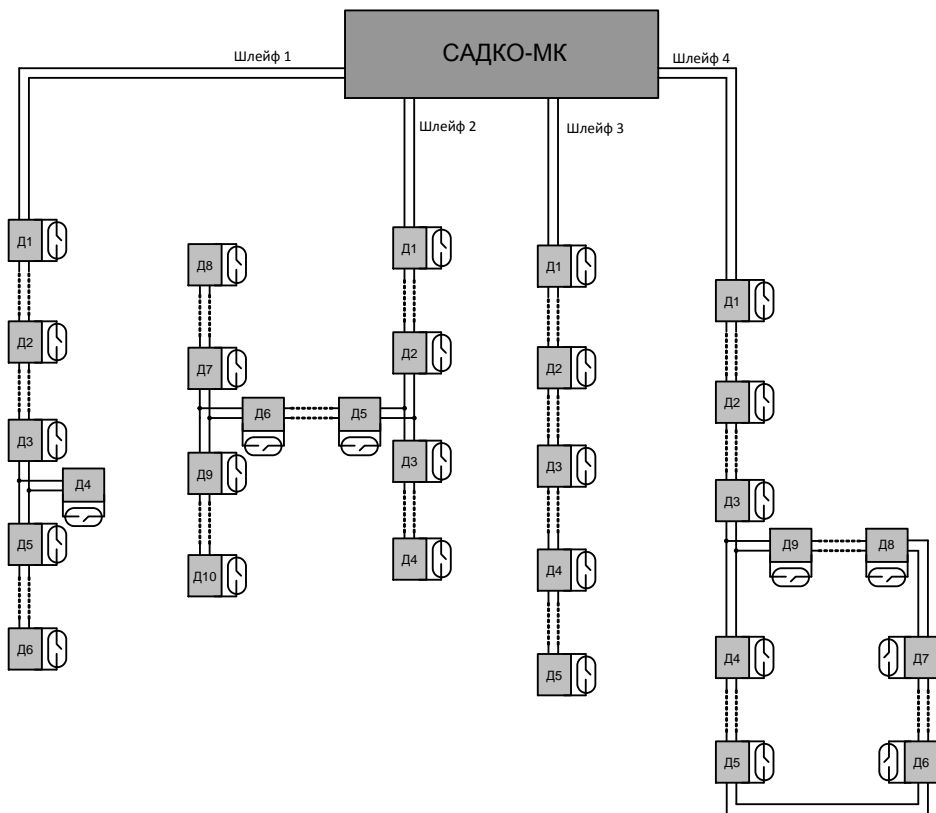 САДКО-МК
Шлейф 1
Шлейф 4
Шлейф 2
Шлейф 3
Д1
Д2
Д3
Д4
Д5
Д6
Д8
Д7
Д6
Д5
Д9
Д10
Д1
Д2
Д3
Д4
Д1
Д2
Д3
Д4
Д5
Д1
Д2
Д3
Д9
Д8
Д4
Д7
Д5
Д6